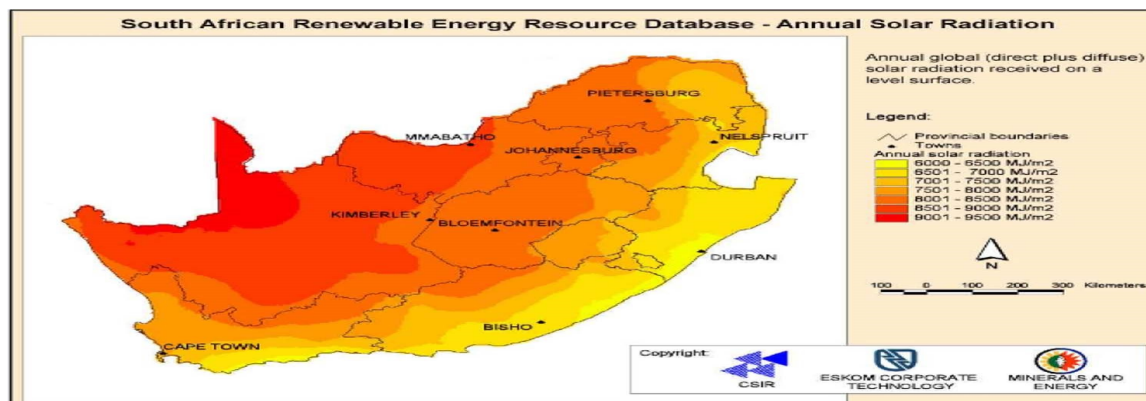 South African Renewable Energy Resource Database - Annual Solar Radiation
Annual global (direct plus diffuse)
solar radiation received on a
level surface.
Legend:
Provincial boundaries
Towns
Annual solar radiation
6000 - 6500 MJ/m2
6501 - 7000 MJ/m2
7001 - 7500 MJ/m2
7501 - 8000 MJ/m2
8001 - 8500 MJ/m2
8501 - 9000 MJ/m2
9001 - 9500 MJ/m2
PIETERSBURG
MMABATHO
NELSPRUIT
JOHANNESBURG
KIMBERLEY
BLOEMFONTEIN
DURBAN
BISHO
CAPE TOWN
N
100 0 100 200 300 Kilometers
Copyright:
CSIR
ESKOM CORPORATE
TECHNOLOGY
MINERALS AND
ENERGY